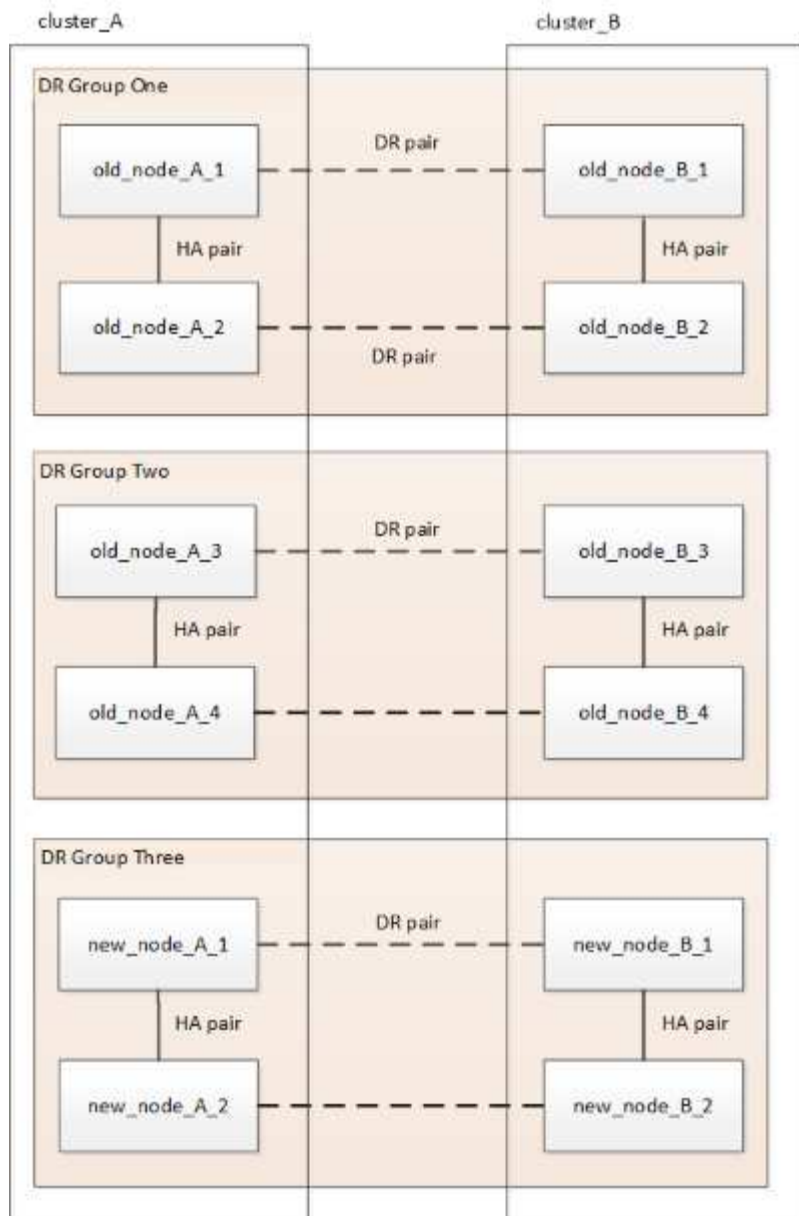 cluster_A
cluster_B
DR Group One
DR pair
old_node_A_1
old_node_B_1
HA pair
HA pair
old_node_A_2
old_node_B_2
DR pair
DR Group Two
DR pair
old_node_A_3
old_node_B_3
HA pair
HA pair
old_node_A_4
old_node_B_4
DR Group Three
DR pair
new_node_A_1
new_node_B_1
HA pair
HA pair
new_node_A_2
new_node_B_2